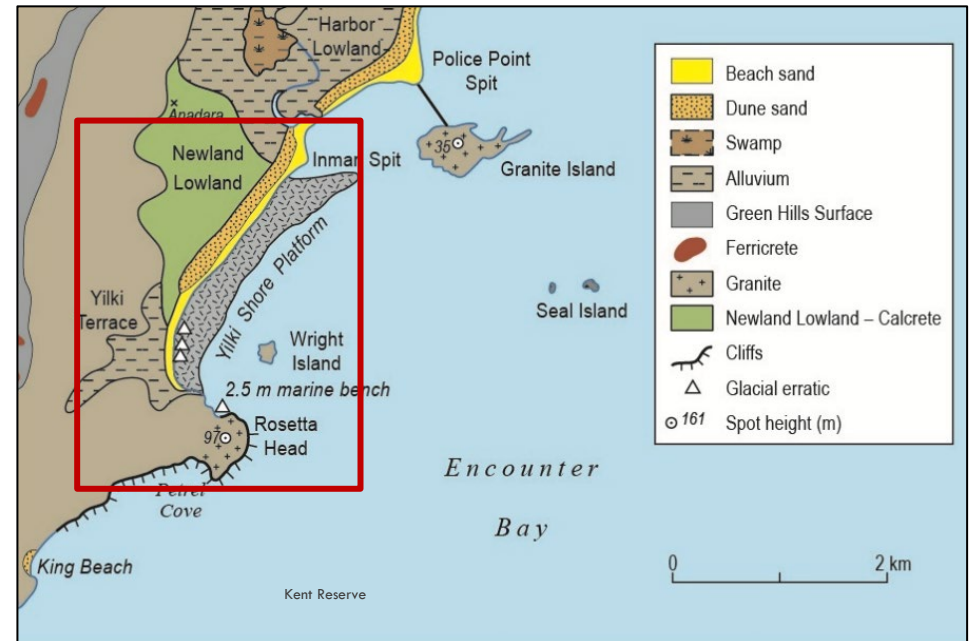 Harbor
Lowland
Police Point
Spit
Anadara
Newland
Lowland
Inman Spit
35
Granite Island
Yilki Shore Platform
Seal Island
Yilki
Terrace
Wright
Island
2.5 m marine bench
97
Rosetta
Head
Petrel
Cove
Encounter
Bay
King Beach
Kent Reserve
Beach sand
Dune sand
Swamp
Alluvium
Green Hills Surface
Ferricrete
Granite
Newland Lowland – Calcrete
Cliffs
Glacial erratic
161 Spot height (m)
0 2 km